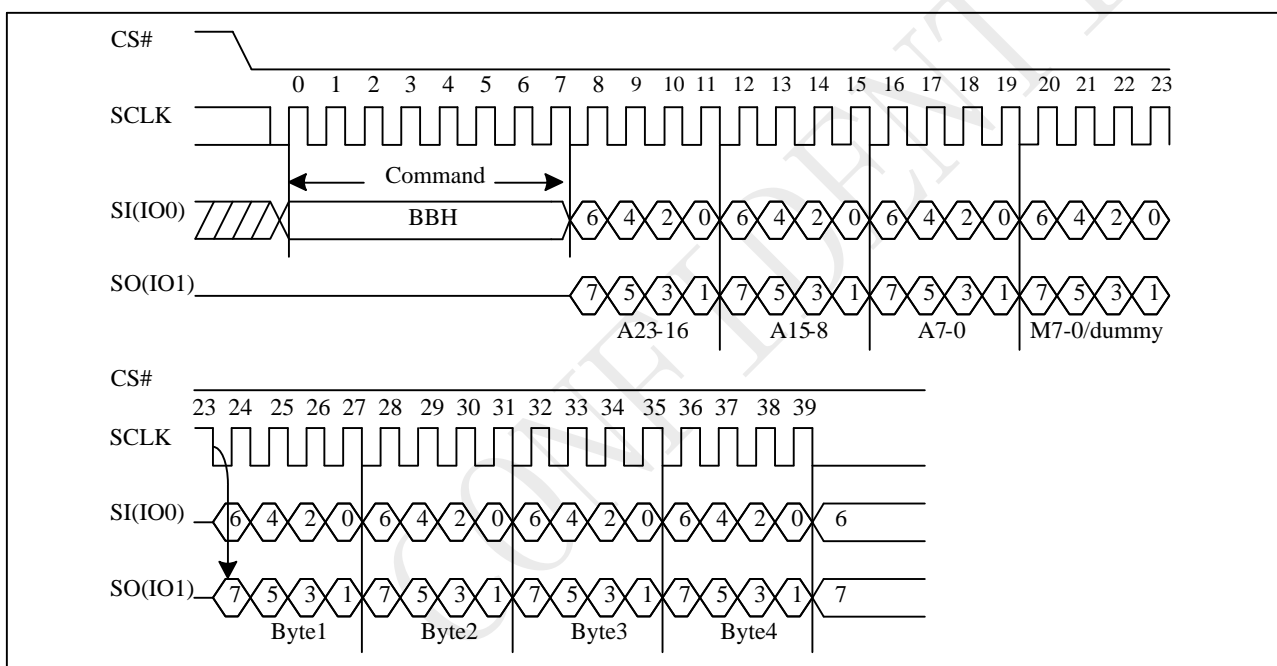 CS#
0 1 2 3 4 5 6 7 8 9 10 11 12 13 14 15 16 17 18 19 20 21 22 23
SCLK
Command
SI(IO0) BBH 6 4 2 0 6 4 2 0 6 4 2 0 6 4 2 0
SO(IO1) 7 5 3 1 7 5 3 1 7 5 3 1 7 5 3 1
A23-16 A15-8 A7-0 M7-0/dummy
CS#
23 24 25 26 27 28 29 30 31 32 33 34 35 36 37 38 39
SCLK
SI(IO0) 6 4 2 0 6 4 2 0 6 4 2 0 6 4 2 0 6
SO(IO1) 7 5 3 1 7 5 3 1 7 5 3 1 7 5 3 1 7
Byte1 Byte2 Byte3 Byte4
CONFIDENT